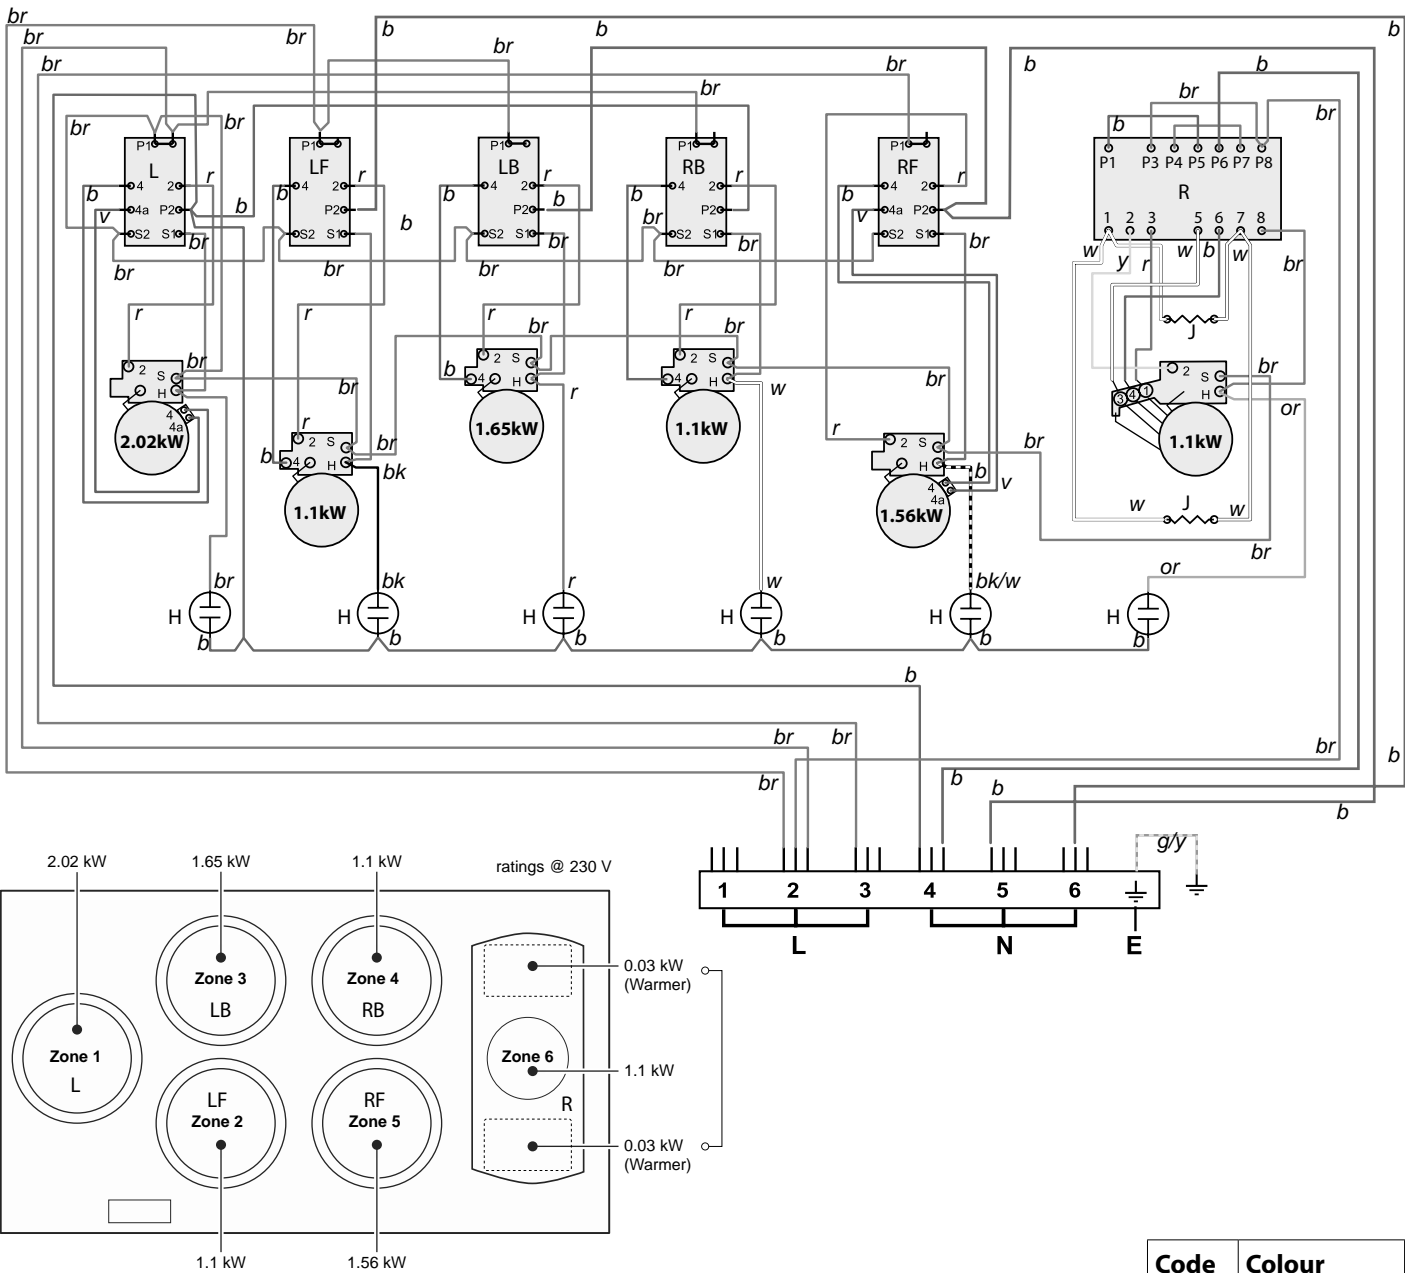 br
b
b
br
br
br
b
br
br
b
b
br
P1
P1
P1
P1
P1
br
b
br
br
L
LF
LB
RB
RF
P1
P3
P4
P5
P6
P7
P8
R
4
2
r
4
2
r
4
2
r
4
2
4
2
r
b
b
b
b
b
v
4a
P2
b
P2
b
P2
b
P2
v
4a
P2
br
1
2
3
5
6
7
8
S2
S1
br
S2
S1
S2
S1
S2
S1
S2
S1
br
w
y
r
w
b
w
br
br
br
br
br
br
r
r
r
r
br
br
J
2
S
H
br
br
2
S
H
b
4
2
S
H
4
br
w
r
2
S
H
br
or
3
4
1
4
4a
2.02kW
1.65kW
1.1kW
1.1kW
r
2
S
H
b
4
br
bk
r
2
S
H
br
b
v
4
4a
1.1kW
1.56kW
w
J
w
br
br
bk
r
w
bk/w
or
H
H
H
H
H
H
b
b
b
b
b
b
b
br
br
br
b
br
b
b
b
g/y
1
2
3
4
5
6
L
N
E
2.02 kW
1.65 kW
1.1 kW
ratings @ 230 V
Zone 3
LB
Zone 4
RB
0.03 kW
(Warmer)
Zone 1
L
Zone 6
1.1 kW
R
LF
Zone 2
RF
Zone 5
0.03 kW
(Warmer)
1.1 kW
1.56 kW
Code
Colour